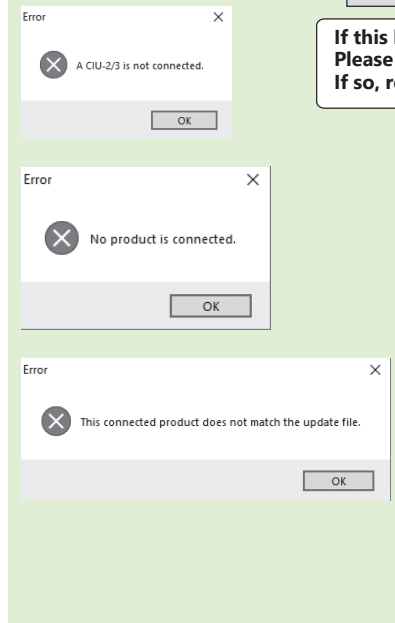 Error
A CIU-2/3 is not connected.
OK
If this
Please
If so,
Error
No product is connected.
OK
Error
This connected product does not match the update file.
OK